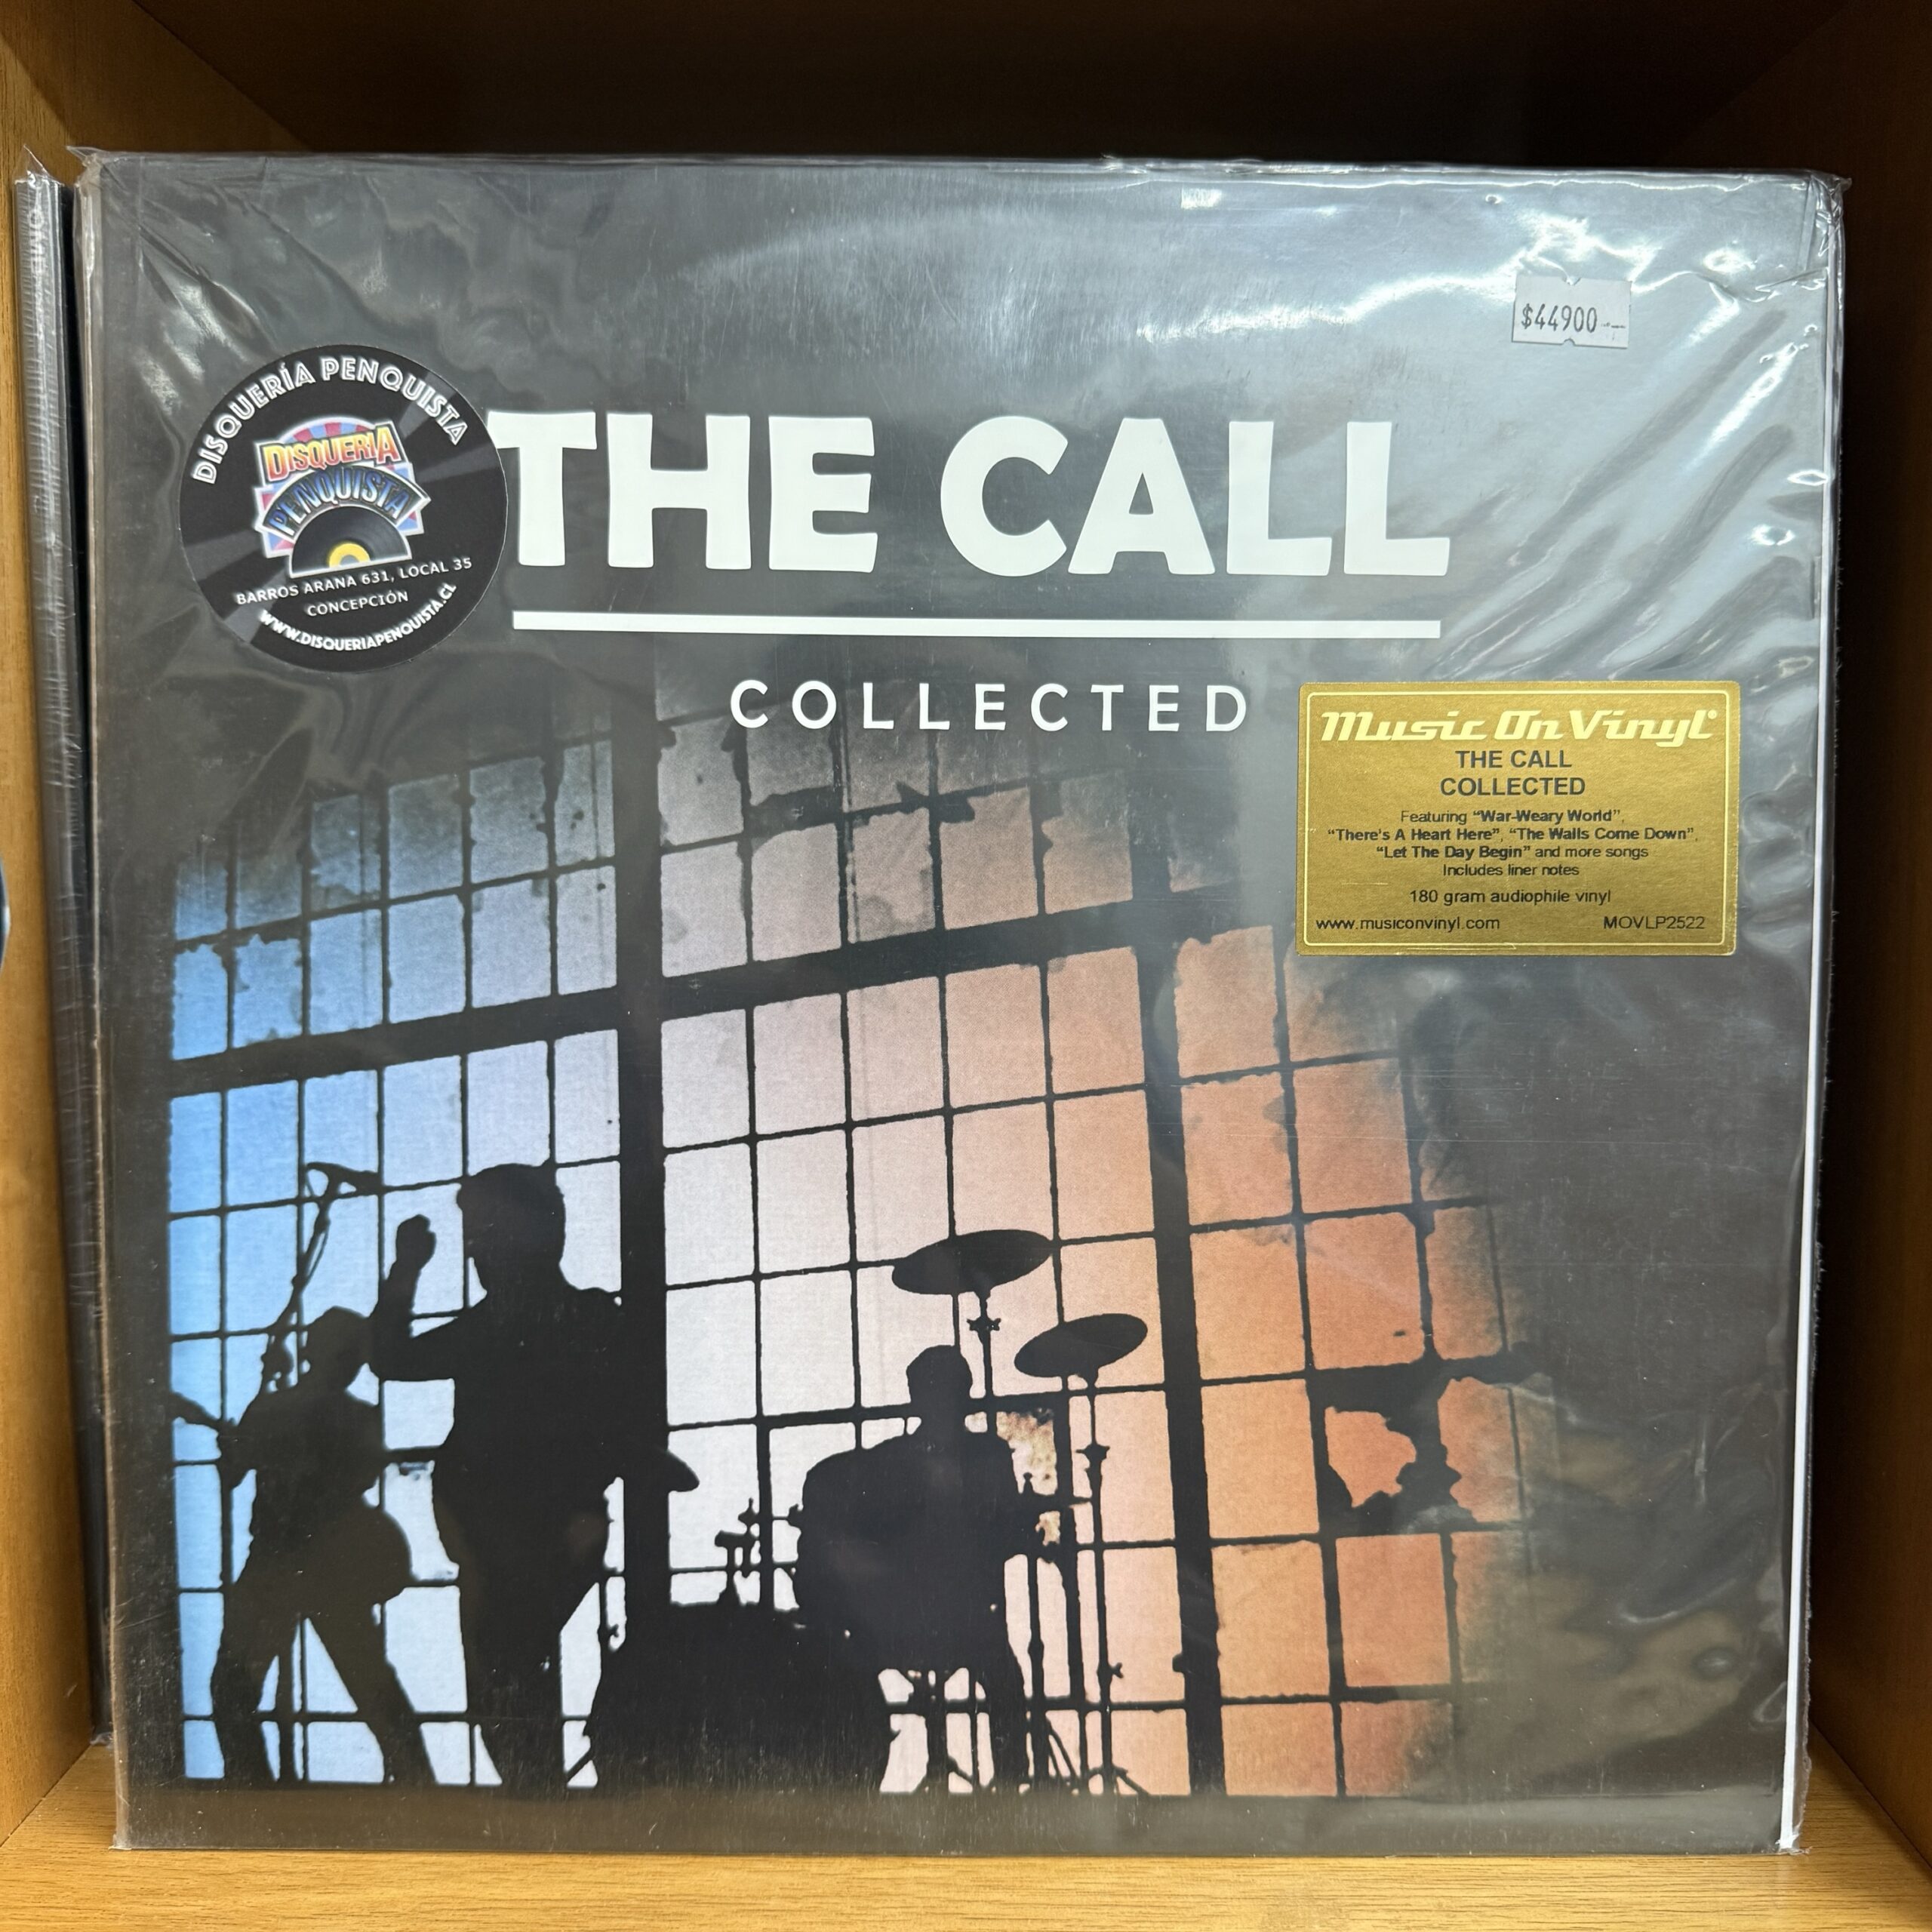 $44900.-
DISQUERÍA PENQUISTA
DISQUERIA
PENQUISTA
BARROS ARANA 631, LOCAL 35
CONCEPCIÓN
WWW.DISQUERIAPENQUISTA.CL
THE CALL
COLLECTED
Music On Vinyl
THE CALL
COLLECTED
Featuring “War-Weary World”,
“There's A Heart Here”, “The Walls Come Down”,
“Let The Day Begin” and more songs
Includes liner notes
180 gram audiophile vinyl
www.musiconvinyl.com MOVLP2522